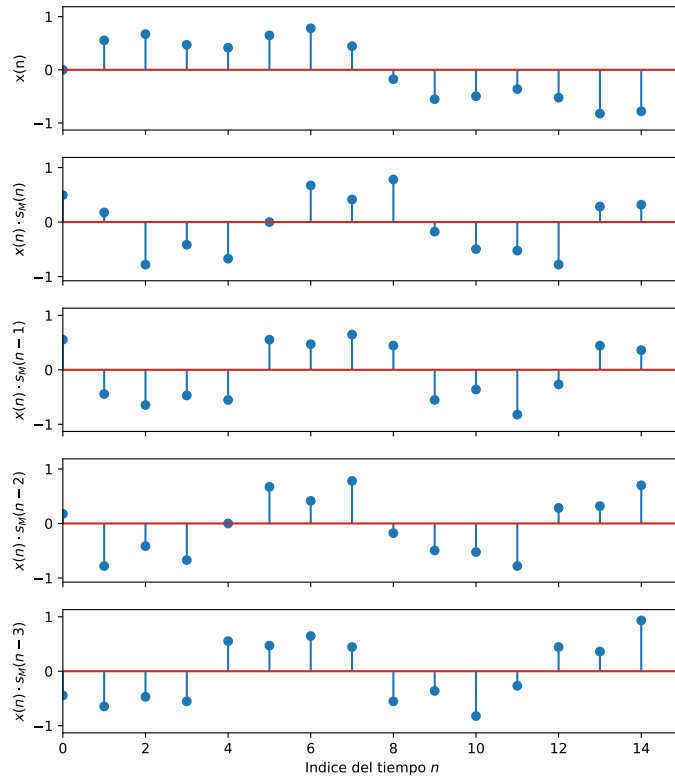 1
0
−1
x(n)
1
0
−1
x(n) · s_M(n)
1
0
−1
x(n) · s_M(n − 1)
1
0
−1
x(n) · s_M(n − 2)
1
0
−1
x(n) · s_M(n − 3)
0 2 4 6 8 10 12 14
Indice del tiempo n